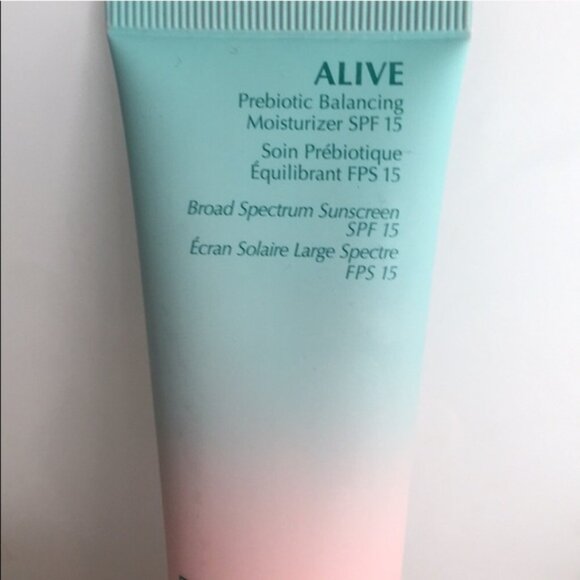 ALIVE
Prebiotic Balancing
Moisturizer SPF 15
Soin Prébiotique
Équilibrant FPS 15
Broad Spectrum Sunscreen
SPF 15
Écran Solaire Large Spectre
FPS 15